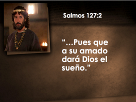 Salmos 127:2
“...Pues que
a su amado
dará Dios el
sueño.”